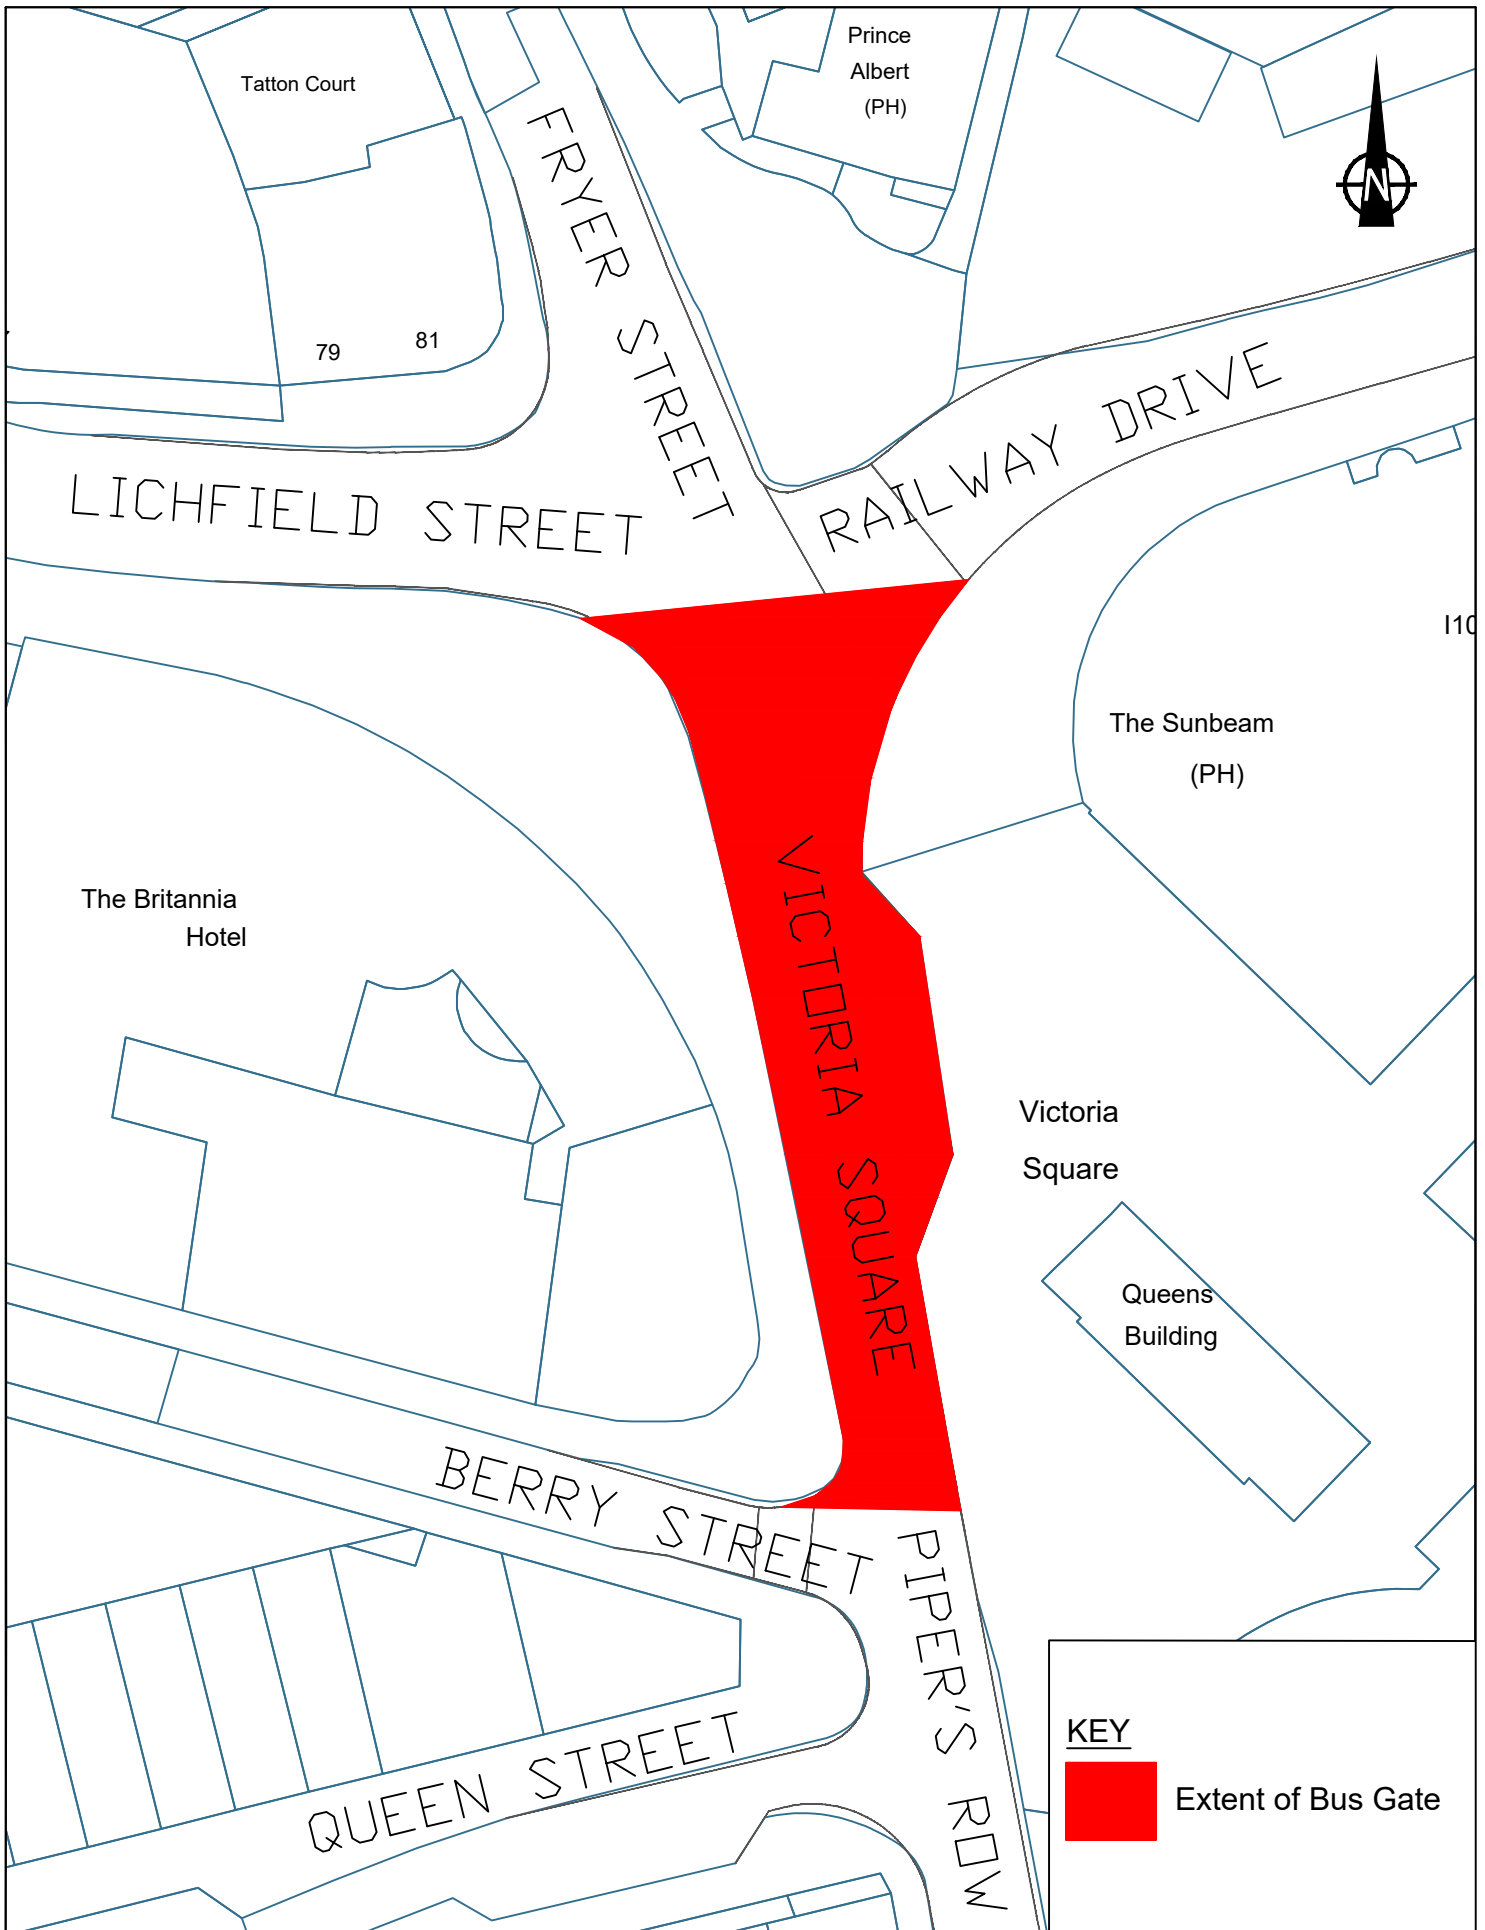 Tatton Court
Prince
Albert
(PH)
N
FRYER STREET
79
81
RAILWAY DRIVE
LICHFIELD STREET
I10
The Sunbeam
(PH)
VICTORIA SQUARE
The Britannia
Hotel
Victoria
Square
Queens
Building
BERRY STREET
PIPER'S ROW
QUEEN STREET
KEY
Extent of Bus Gate